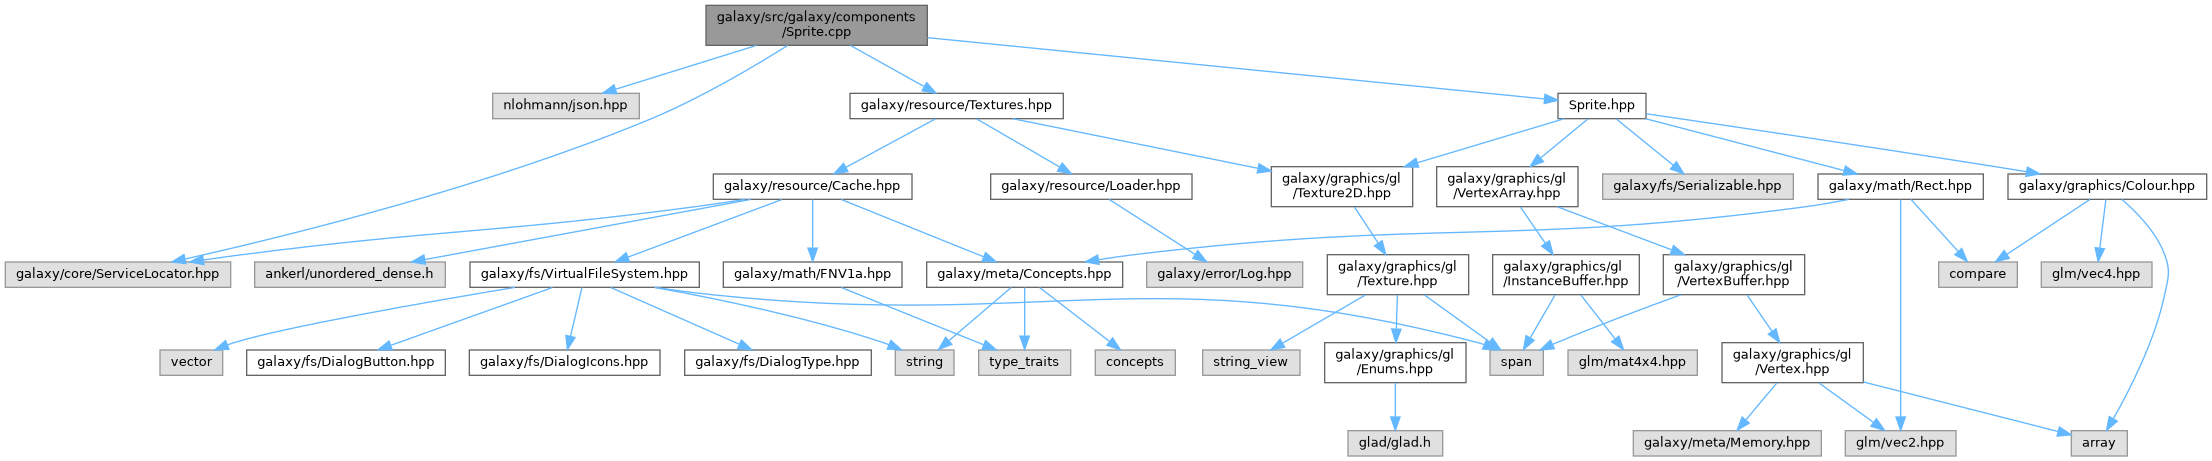 galaxy/src/galaxy/components
/Sprite.cpp
nlohmann/json.hpp
galaxy/resource/Textures.hpp
Sprite.hpp
galaxy/resource/Cache.hpp
galaxy/resource/Loader.hpp
galaxy/graphics/gl
/Texture2D.hpp
galaxy/graphics/gl
/VertexArray.hpp
galaxy/fs/Serializable.hpp
galaxy/math/Rect.hpp
galaxy/graphics/Colour.hpp
galaxy/core/ServiceLocator.hpp
ankerl/unordered_dense.h
galaxy/fs/VirtualFileSystem.hpp
galaxy/math/FNV1a.hpp
galaxy/meta/Concepts.hpp
galaxy/error/Log.hpp
galaxy/graphics/gl
/Texture.hpp
galaxy/graphics/gl
/InstanceBuffer.hpp
galaxy/graphics/gl
/VertexBuffer.hpp
compare
glm/vec4.hpp
vector
galaxy/fs/DialogButton.hpp
galaxy/fs/DialogIcons.hpp
galaxy/fs/DialogType.hpp
string
type_traits
concepts
string_view
galaxy/graphics/gl
/Enums.hpp
span
glm/mat4x4.hpp
galaxy/graphics/gl
/Vertex.hpp
glad/glad.h
galaxy/meta/Memory.hpp
glm/vec2.hpp
array